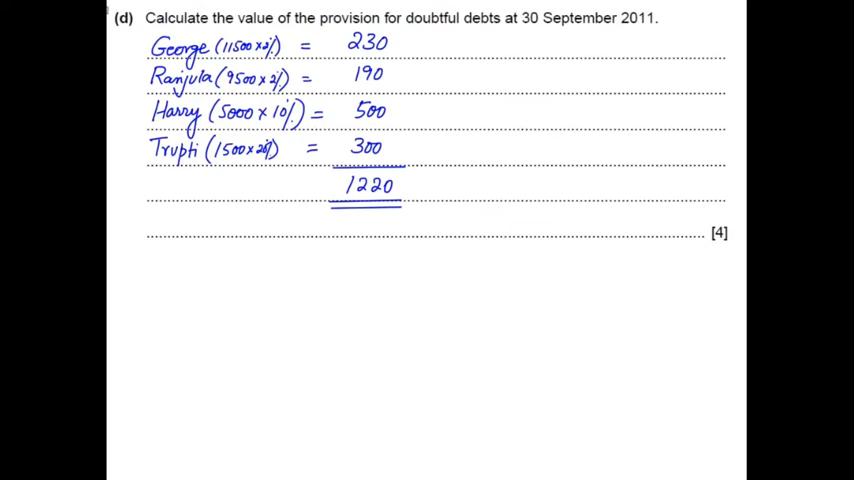 (d) Calculate the value of the provision for doubtful debts at 30 September 2011.
George (11500 x 2%) = 230
Ranjula (9500 x 2%) = 190
Harry (5000 x 10%) = 500
Trupti (1500 x 20%) = 300
1220
[4]